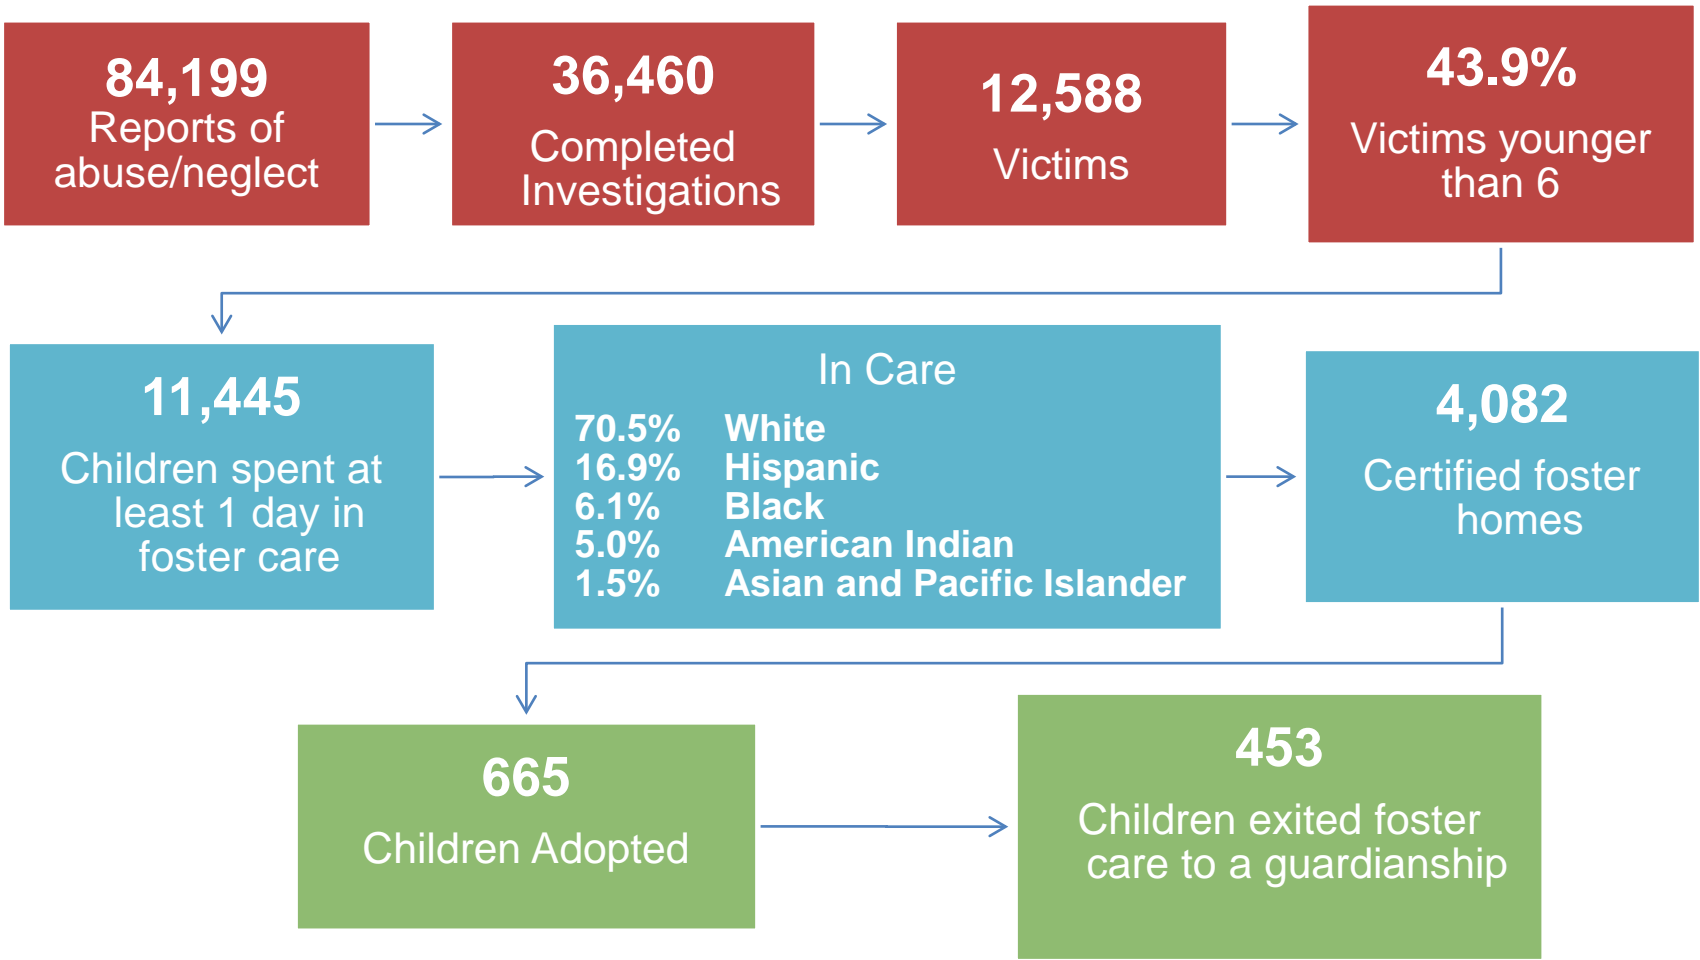 84,199
Reports of
abuse/neglect
36,460
Completed
Investigations
12,588
Victims
43.9%
Victims younger
than 6
11,445
Children spent at
least 1 day in
foster care
In Care
70.5% White
16.9% Hispanic
6.1% Black
5.0% American Indian
1.5% Asian and Pacific Islander
4,082
Certified foster
homes
665
Children Adopted
453
Children exited foster
care to a guardianship